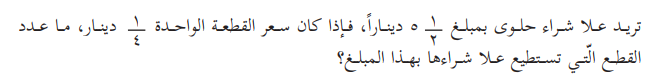 تريد علا شراء حلوى بمبلغ ١/٢ ٥ ديناراً، فإذا كان سعر القطعة الواحدة ١/٤ دينار، ما عدد
القطع الّتي تستطيع علا شراءها بهذا المبلغ؟